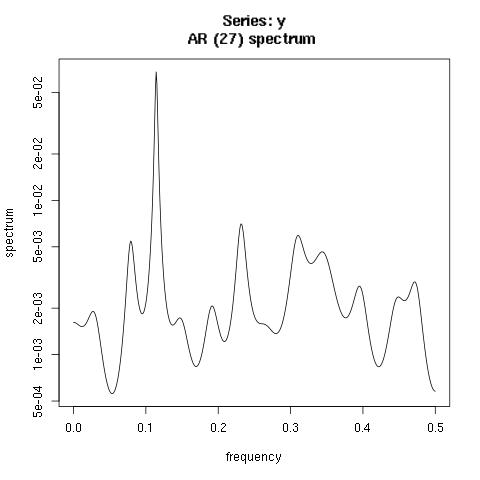 Series: y
AR (27) spectrum
spectrum
5e-02
2e-02
1e-02
5e-03
2e-03
1e-03
5e-04
0.0 0.1 0.2 0.3 0.4 0.5
frequency